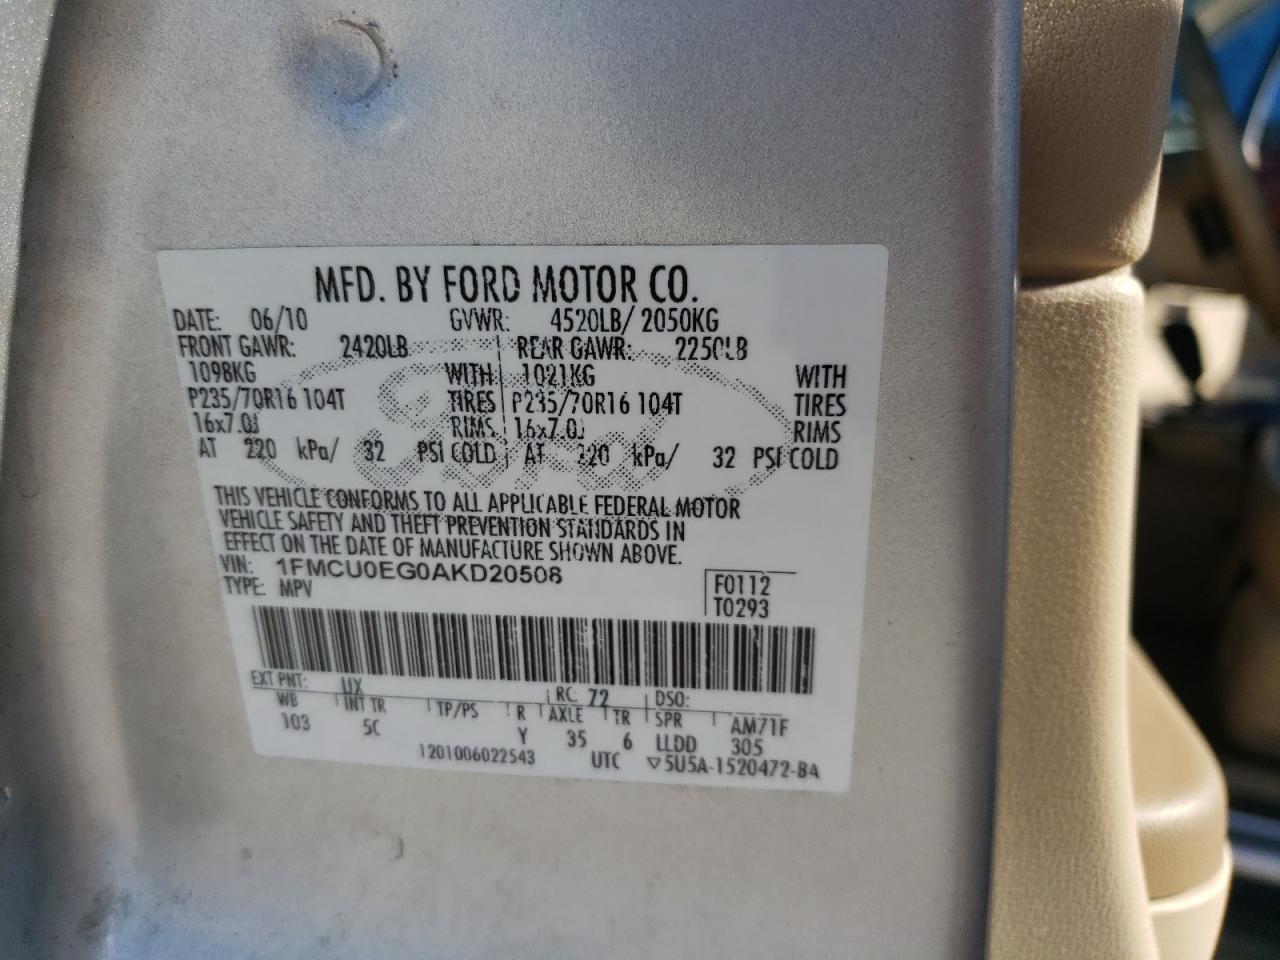 MFD. BY FORD MOTOR CO.
DATE: 06/10 GVWR: 4520LB/ 2050KG
FRONT GAWR: 2420LB REAR GAWR: 2250LB
1098KG WITH 1021KG WITH
P235/70R16 104T TIRES P235/70R16 104T TIRES
16x7.0J RIMS 16x7.0J RIMS
AT 220 kPa/ 32 PSI COLD AT 220 kPa/ 32 PSI COLD
THIS VEHICLE CONFORMS TO ALL APPLICABLE FEDERAL MOTOR
VEHICLE SAFETY AND THEFT PREVENTION STANDARDS IN
EFFECT ON THE DATE OF MANUFACTURE SHOWN ABOVE.
VIN: 1FMCU0EG0AKD20508
TYPE: MPV
F0112
T0293
EXT PNT: UX RC: 72 DSO:
WB INT TR TP/PS R AXLE TR SPR AM71F
103 5C Y 35 6 LLDD 305
1201006022543 UTC ▽5U5A-1520472-BA
Ford